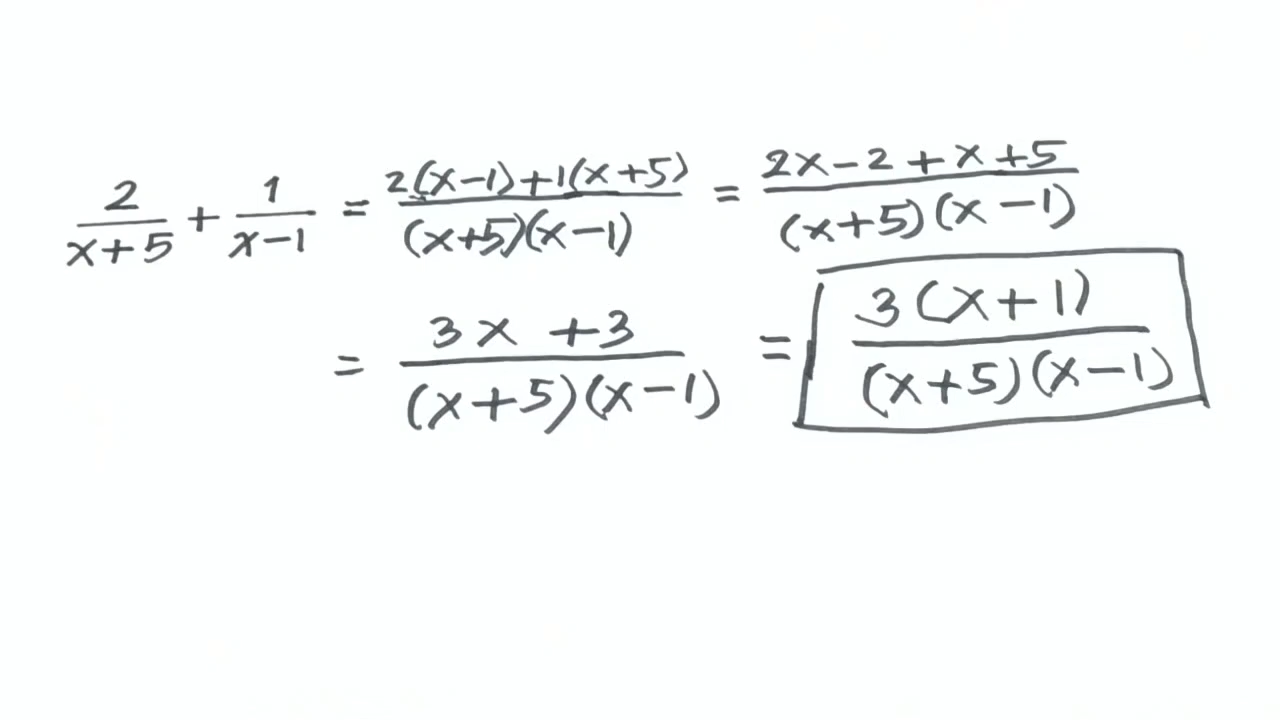 2/(x+5) + 1/(x-1) = (2(x-1)+1(x+5))/((x+5)(x-1)) = (2x-2+x+5)/((x+5)(x-1))
= (3x+3)/((x+5)(x-1)) = 3(x+1)/((x+5)(x-1))